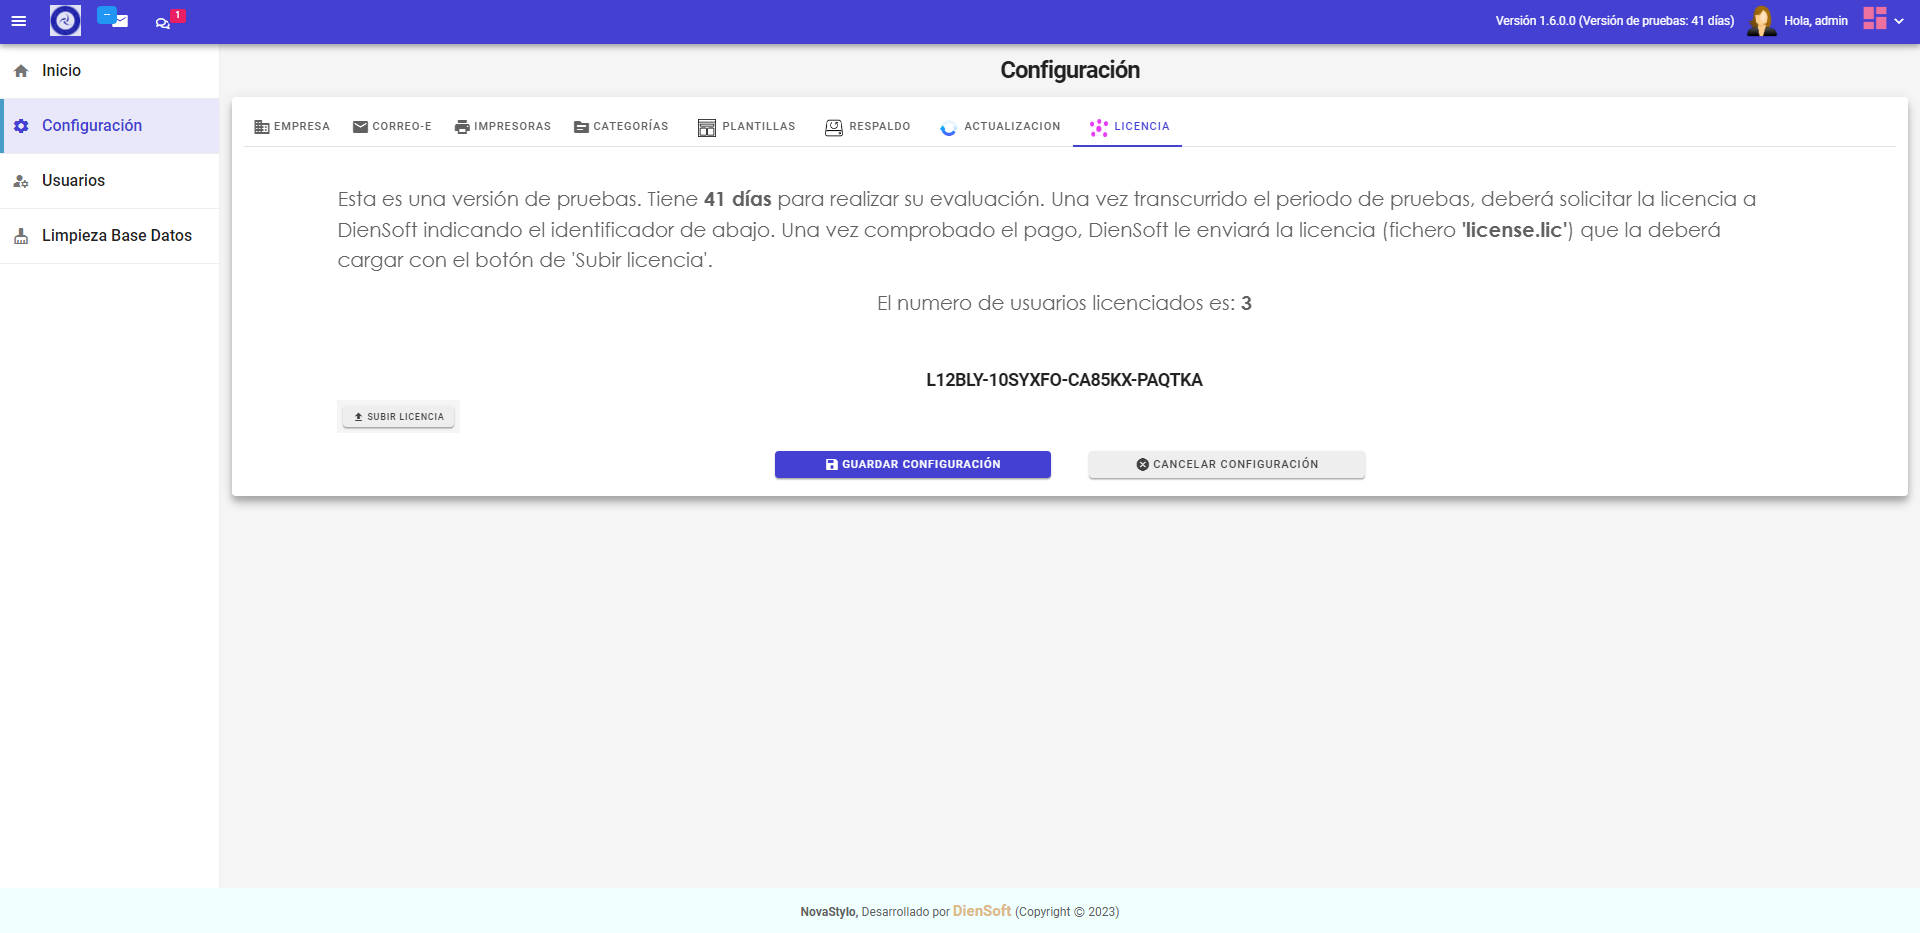 1
Versión 1.6.0.0 (Versión de pruebas: 41 días)
Hola, admin
Inicio
Configuración
Usuarios
Limpieza Base Datos
Configuración
EMPRESA
CORREO-E
IMPRESORAS
CATEGORÍAS
PLANTILLAS
RESPALDO
ACTUALIZACION
LICENCIA
Esta es una versión de pruebas. Tiene 41 días para realizar su evaluación. Una vez transcurrido el periodo de pruebas, deberá solicitar la licencia a
DienSoft indicando el identificador de abajo. Una vez comprobado el pago, DienSoft le enviará la licencia (fichero 'license.lic') que la deberá
cargar con el botón de 'Subir licencia'.
El numero de usuarios licenciados es: 3
L12BLY-10SYXFO-CA85KX-PAQTKA
SUBIR LICENCIA
GUARDAR CONFIGURACIÓN
CANCELAR CONFIGURACIÓN
NovaStylo, Desarrollado por DienSoft (Copyright © 2023)